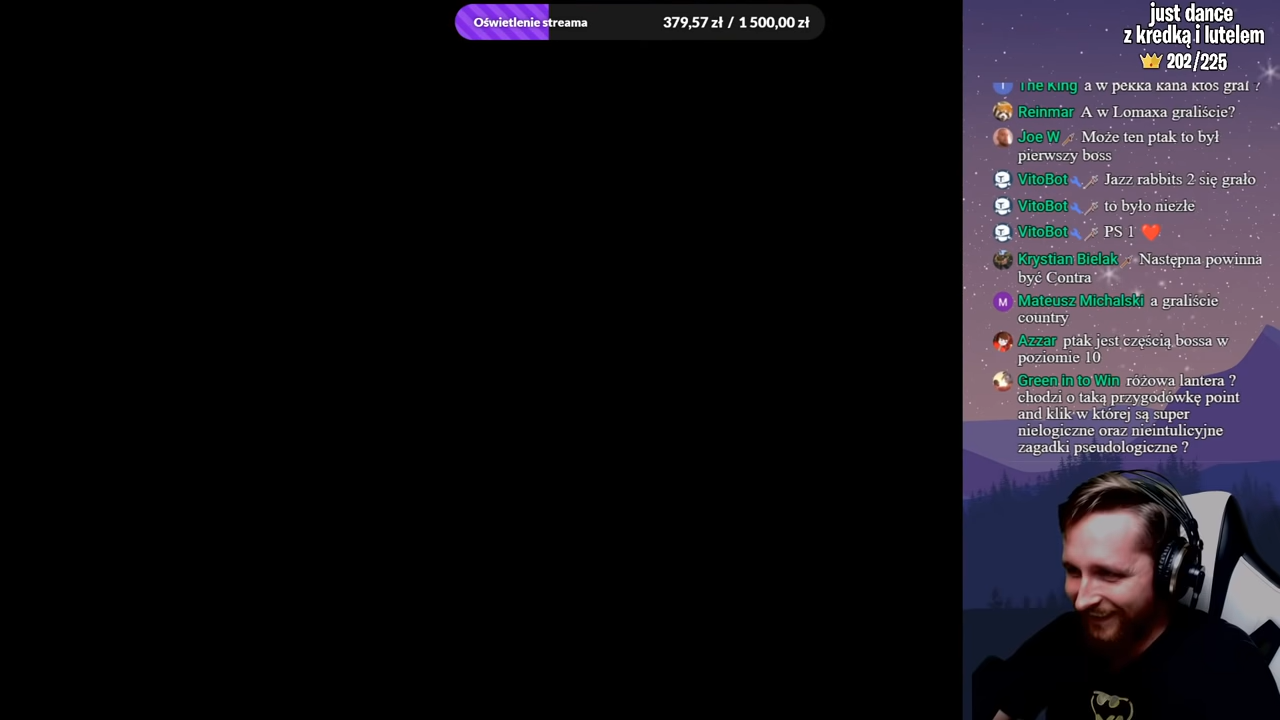 Oświetlenie streama 379,57 zł / 1 500,00 zł
just dance
z kredką i lutelem
202/225
The King a w pekka kana ktoś grał ?
Reinmar A w Lomaxa graliście?
Joe W Może ten ptak to był
pierwszy boss
VitoBot Jazz rabbits 2 się grało
VitoBot to było niezłe
VitoBot PS 1
Krystian Bielak Następna powinna
być Contra
M Mateusz Michalski a graliście
country
Azzar ptak jest częścią bossa w
poziomie 10
Green in to Win różowa lantera ?
chodzi o taką przygodówkę point
and klik w której są super
nielogiczne oraz nieintulicyjne
zagadki pseudologiczne ?